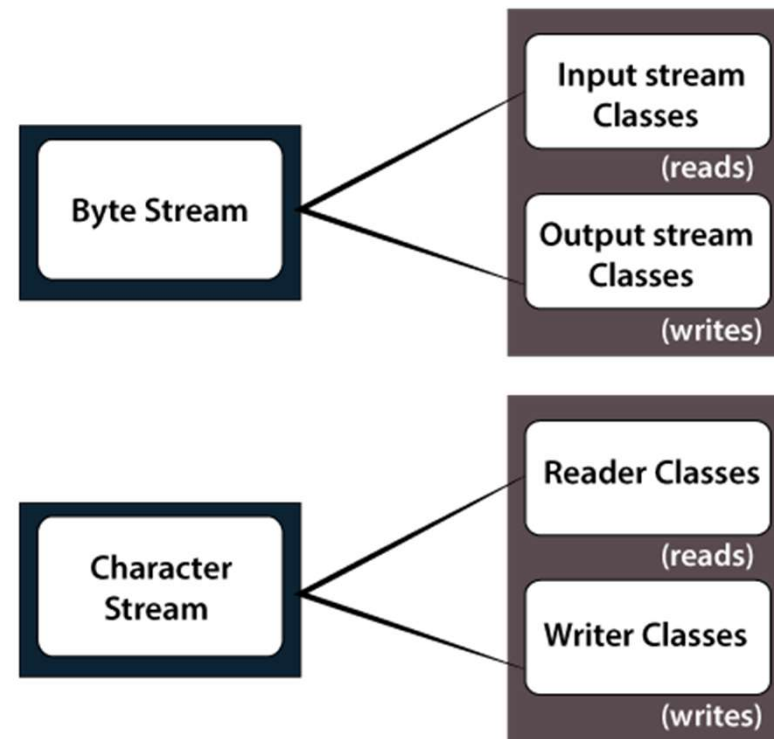 Byte Stream
Input stream
Classes
(reads)
Output stream
Classes
(writes)
Character
Stream
Reader Classes
(reads)
Writer Classes
(writes)